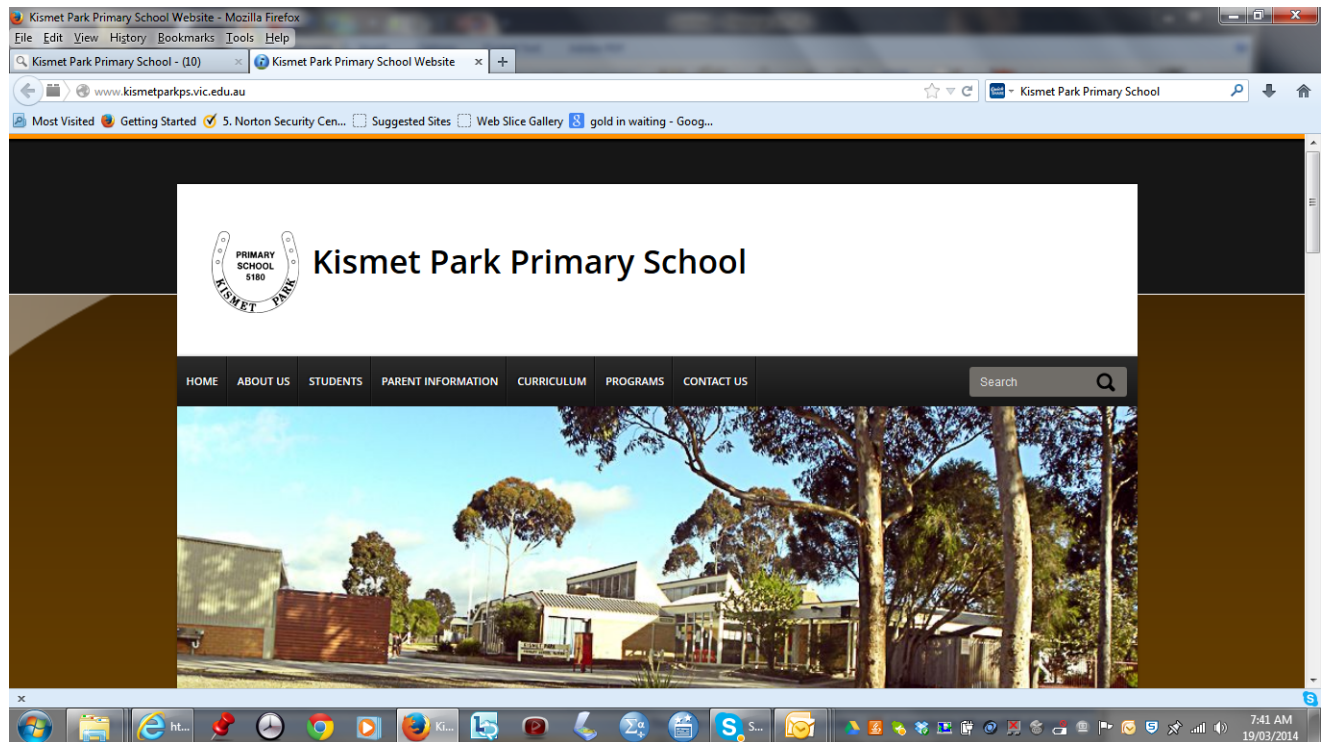 Kismet Park Primary School Website - Mozilla Firefox
File Edit View History Bookmarks Tools Help
Kismet Park Primary School - (10)
Kismet Park Primary School Website
www.kismetparkps.vic.edu.au
Kismet Park Primary School
Most Visited Getting Started 5. Norton Security Cen... Suggested Sites Web Slice Gallery gold in waiting - Goog...
PRIMARY
SCHOOL
5180
KISMET PARK
Kismet Park Primary School
HOME ABOUT US STUDENTS PARENT INFORMATION CURRICULUM PROGRAMS CONTACT US Search
KISMET PARK
ht... Ki... S... 7:41 AM
19/03/2014